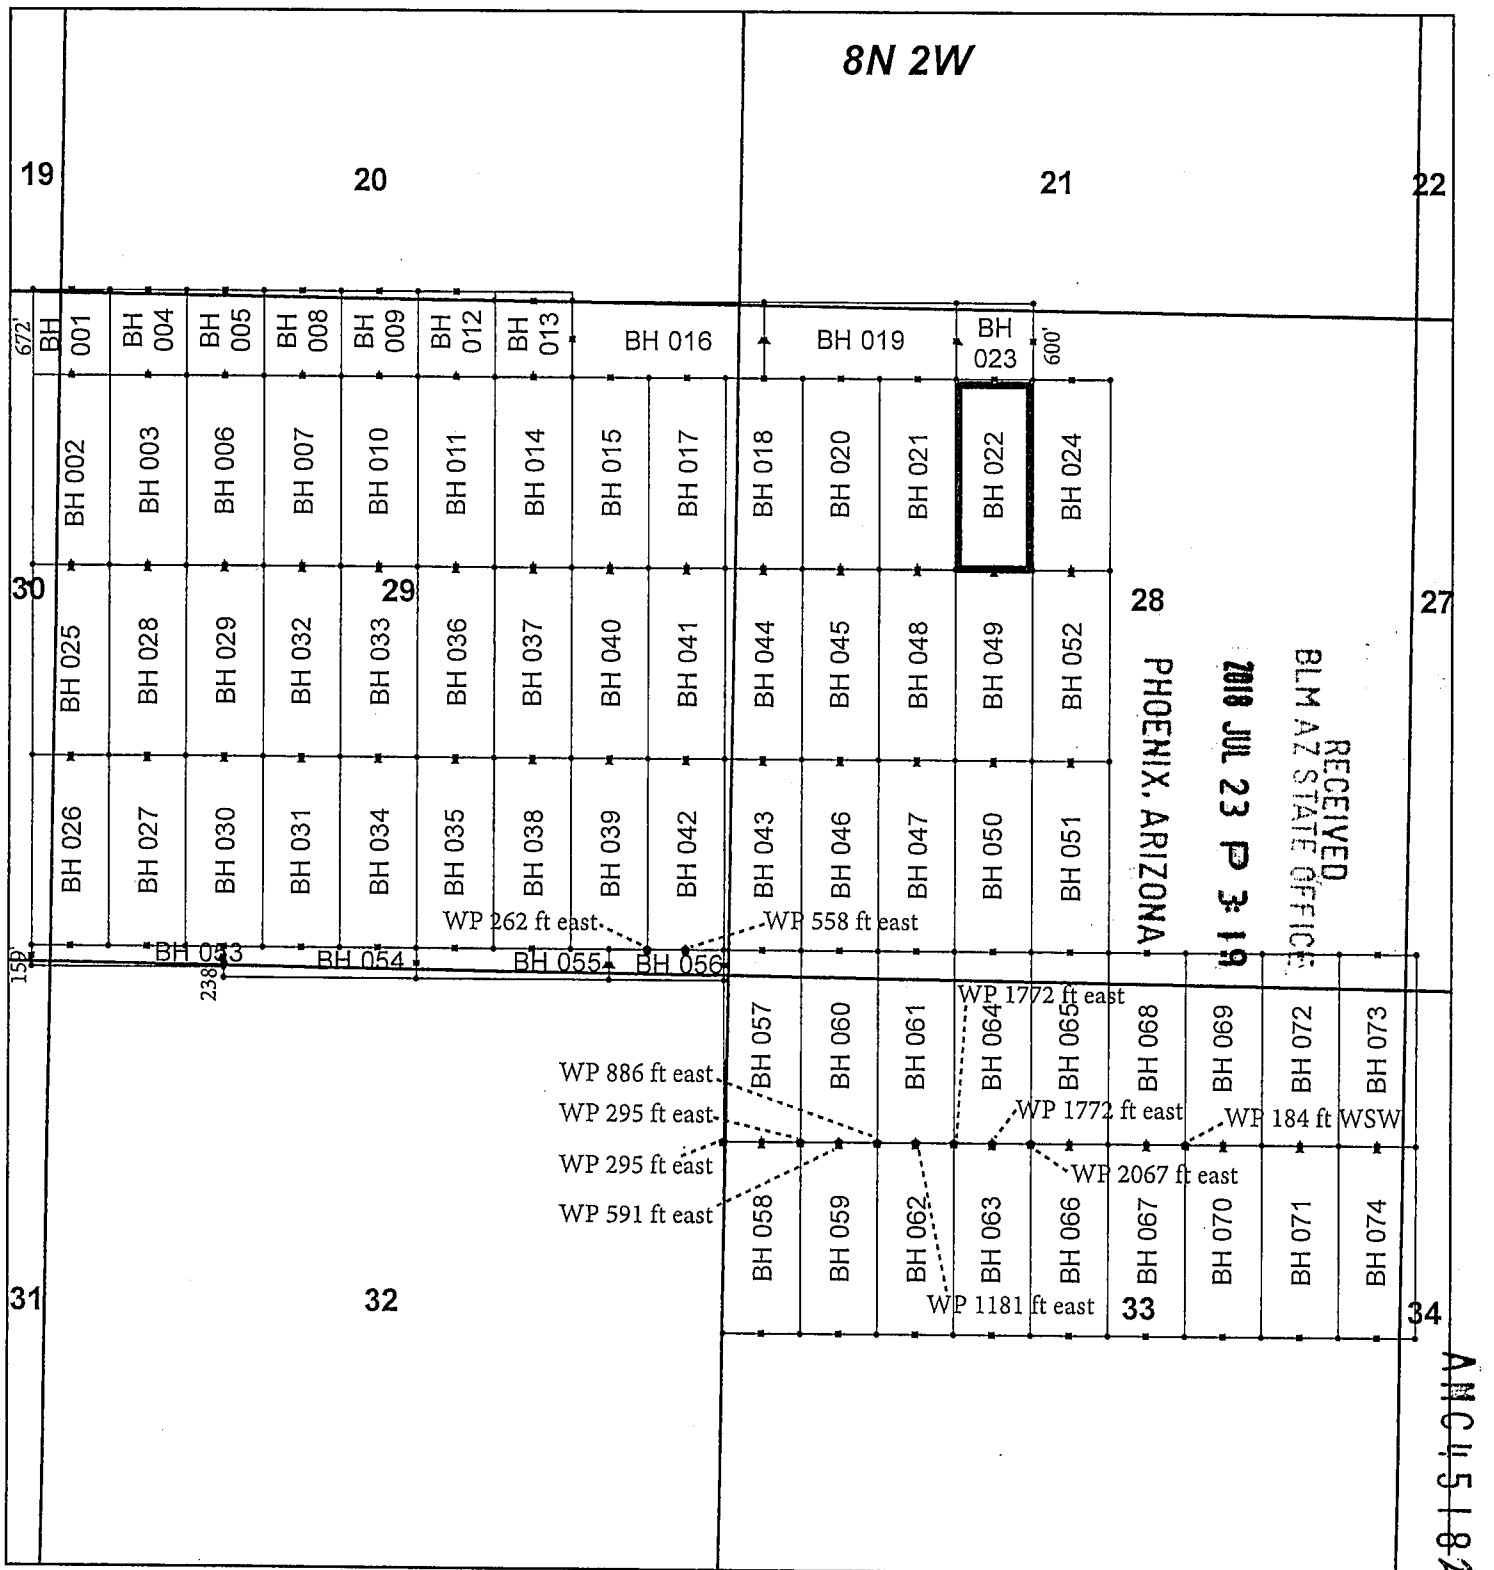 8N 2W
19
20
21
22
672'
BH 001
BH 004
BH 005
BH 008
BH 009
BH 012
BH 013
BH 016
BH 019
BH 023
600'
BH 002
BH 003
BH 006
BH 007
BH 010
BH 011
BH 014
BH 015
BH 017
BH 018
BH 020
BH 021
BH 022
BH 024
30
29
28
27
BH 025
BH 028
BH 029
BH 032
BH 033
BH 036
BH 037
BH 040
BH 041
BH 044
BH 045
BH 048
BH 049
BH 052
RECEIVED
BLM AZ STATE OFFICE
2018 JUL 23 P 3:19
PHOENIX, ARIZONA
BH 026
BH 027
BH 030
BH 031
BH 034
BH 035
BH 038
BH 039
BH 042
BH 043
BH 046
BH 047
BH 050
BH 051
WP 262 ft east
WP 558 ft east
159'
BH 053
238'
BH 054
BH 055
BH 056
WP 1772 ft east
BH 057
BH 060
BH 061
BH 064
BH 065
BH 068
BH 069
BH 072
BH 073
WP 886 ft east
WP 295 ft east
WP 1772 ft east
WP 184 ft WSW
WP 295 ft east
WP 2067 ft east
WP 591 ft east
BH 058
BH 059
BH 062
BH 063
BH 066
BH 067
BH 070
BH 071
BH 074
WP 1181 ft east
31
32
33
34
AMC45182